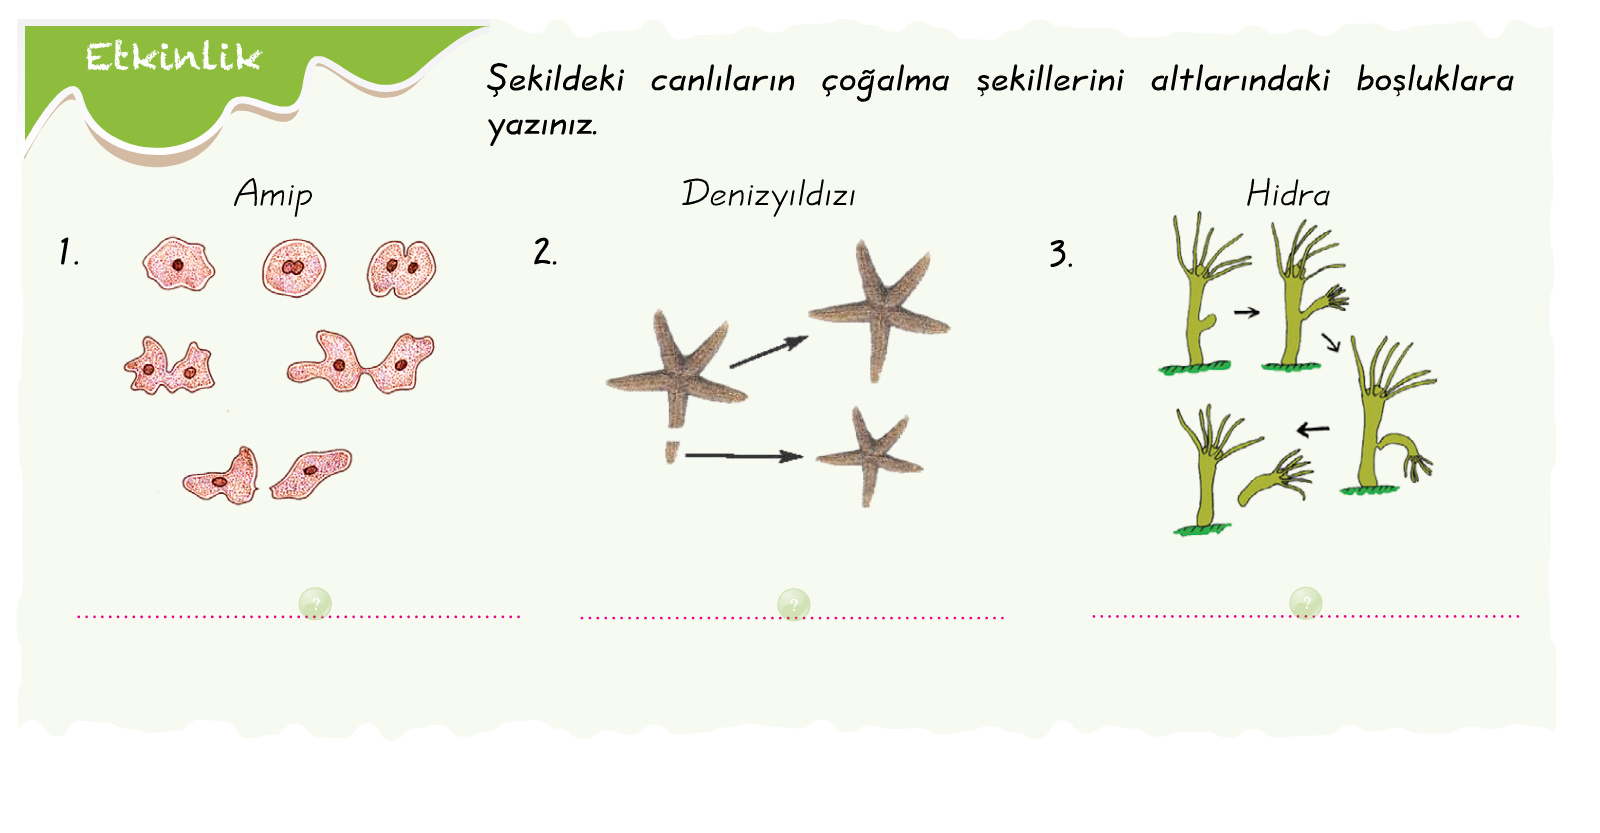 Etkinlik
Şekildeki canlıların çoğalma şekillerini altlarındaki boşluklara
yazınız.
Amip
Denizyıldızı
Hidra
1.
2.
3.
?
?
?